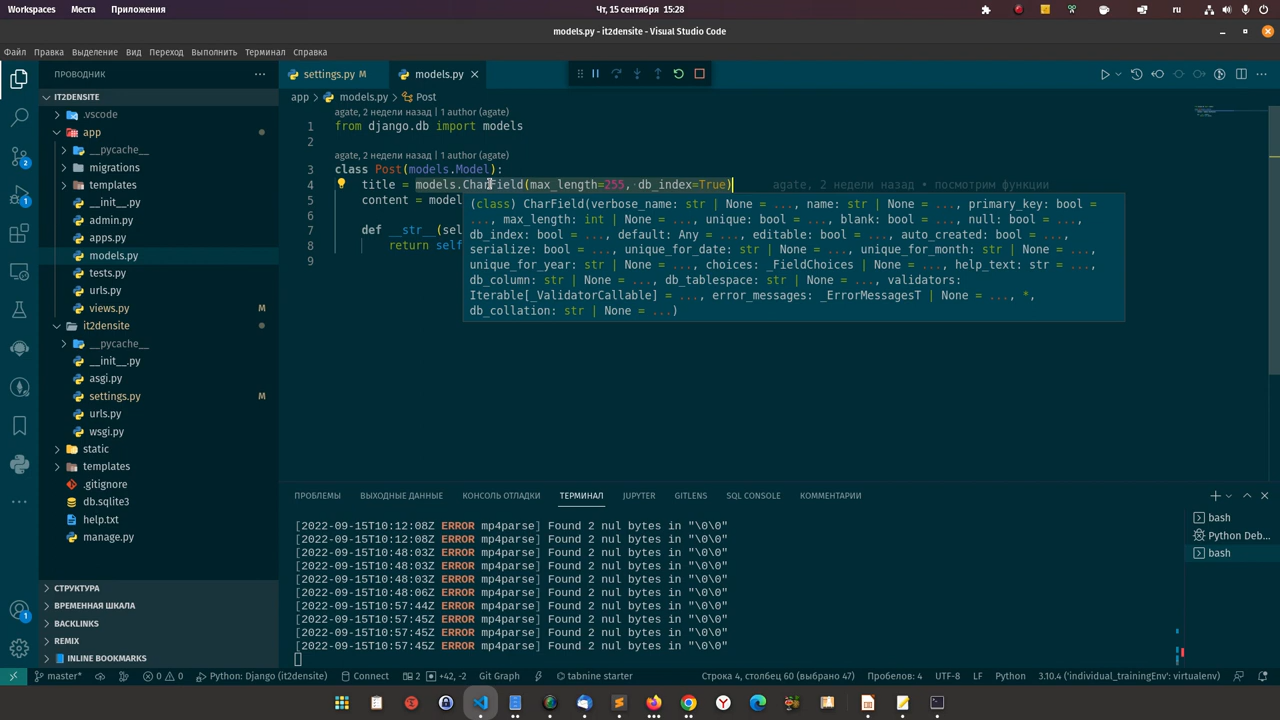 Workspaces Места Приложения
Чт, 15 сентября 15:28
ru
models.py - it2densite - Visual Studio Code
Файл Правка Выделение Вид Переход Выполнить Терминал Справка
ПРОВОДНИК
settings.py M
models.py
IT2DENSITE
.vscode
app
__pycache__
migrations
templates
__init__.py
admin.py
apps.py
models.py
tests.py
urls.py
views.py M
it2densite
__pycache__
__init__.py
asgi.py
settings.py M
urls.py
wsgi.py
static
templates
.gitignore
db.sqlite3
help.txt
manage.py
СТРУКТУРА
ВРЕМЕННАЯ ШКАЛА
BACKLINKS
REMIX
INLINE BOOKMARKS
2
1
app > models.py > Post
agate, 2 недели назад | 1 author (agate)
1 from django.db import models
2
agate, 2 недели назад | 1 author (agate)
3 class Post(models.Model):
4 title = models.CharField(max_length=255, db_index=True) agate, 2 недели назад • посмотрим функции
5 content = model
6
7 def __str__(sel
8 return self
9
(class) CharField(verbose_name: str | None = ..., name: str | None = ..., primary_key: bool =
..., max_length: int | None = ..., unique: bool = ..., blank: bool = ..., null: bool = ...,
db_index: bool = ..., default: Any = ..., editable: bool = ..., auto_created: bool = ...,
serialize: bool = ..., unique_for_date: str | None = ..., unique_for_month: str | None = ...,
unique_for_year: str | None = ..., choices: _FieldChoices | None = ..., help_text: str = ...,
db_column: str | None = ..., db_tablespace: str | None = ..., validators:
Iterable[_ValidatorCallable] = ..., error_messages: _ErrorMessagesT | None = ..., *,
db_collation: str | None = ...)
ПРОБЛЕМЫ ВЫХОДНЫЕ ДАННЫЕ КОНСОЛЬ ОТЛАДКИ ТЕРМИНАЛ JUPYTER GITLENS SQL CONSOLE КОММЕНТАРИИ
[2022-09-15T10:12:08Z ERROR mp4parse] Found 2 nul bytes in "\0\0"
[2022-09-15T10:12:08Z ERROR mp4parse] Found 2 nul bytes in "\0\0"
[2022-09-15T10:48:03Z ERROR mp4parse] Found 2 nul bytes in "\0\0"
[2022-09-15T10:48:03Z ERROR mp4parse] Found 2 nul bytes in "\0\0"
[2022-09-15T10:48:03Z ERROR mp4parse] Found 2 nul bytes in "\0\0"
[2022-09-15T10:48:06Z ERROR mp4parse] Found 2 nul bytes in "\0\0"
[2022-09-15T10:57:44Z ERROR mp4parse] Found 2 nul bytes in "\0\0"
[2022-09-15T10:57:45Z ERROR mp4parse] Found 2 nul bytes in "\0\0"
[2022-09-15T10:57:45Z ERROR mp4parse] Found 2 nul bytes in "\0\0"
[2022-09-15T10:57:45Z ERROR mp4parse] Found 2 nul bytes in "\0\0"
bash
Python Deb...
bash
master* 0 0 Python: Django (it2densite) Connect 2 +42, -2 Git Graph tabnine starter Строка 4, столбец 60 (выбрано 47) Пробелов: 4 UTF-8 LF Python 3.10.4 ('individual_trainingEnv': virtualenv)